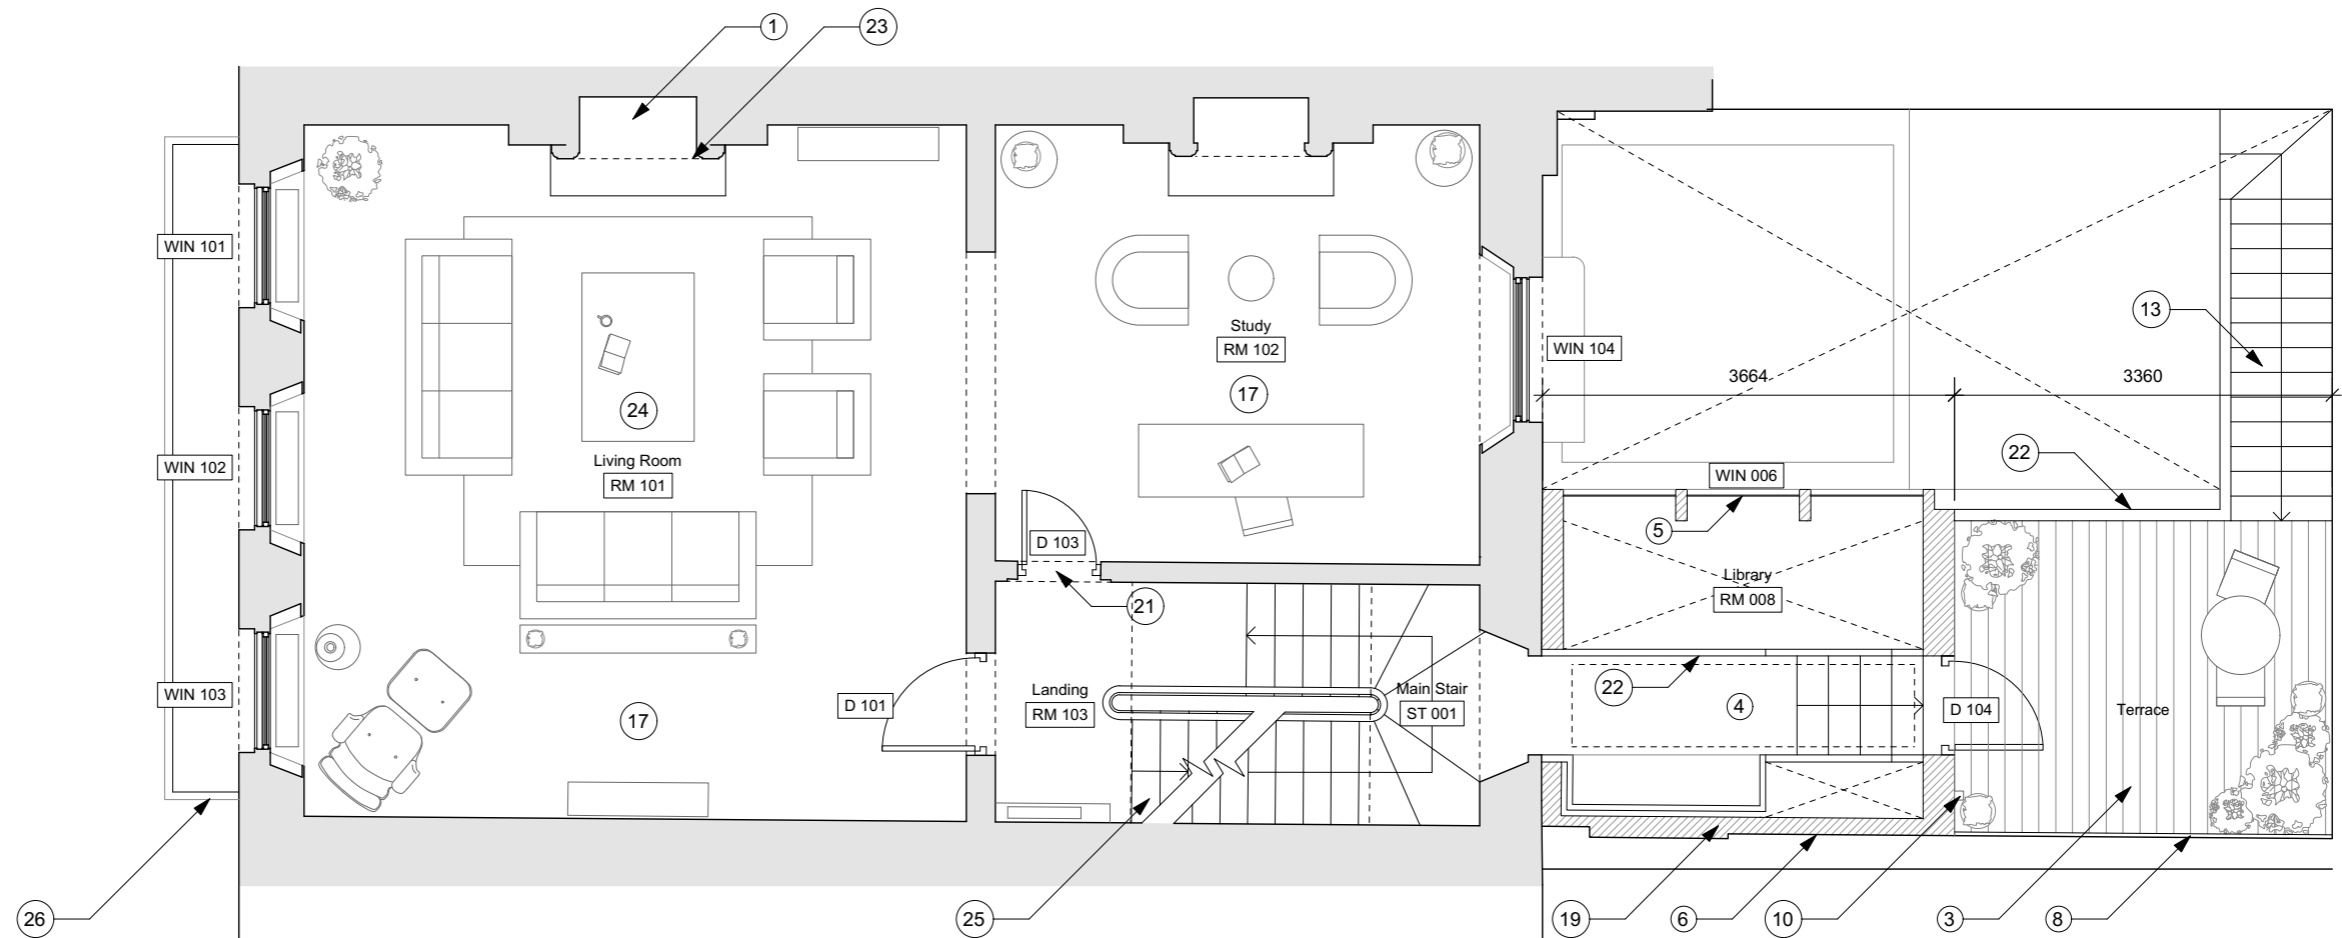 1
23
WIN 101
Study
RM 102
WIN 104
13
3664
3360
17
24
22
Living Room
RM 101
WIN 102
WIN 006
5
D 103
Library
RM 008
21
WIN 103
Landing
RM 103
D 101
Main Stair
ST 001
22
4
D 104
Terrace
17
26
25
19
6
10
3
8